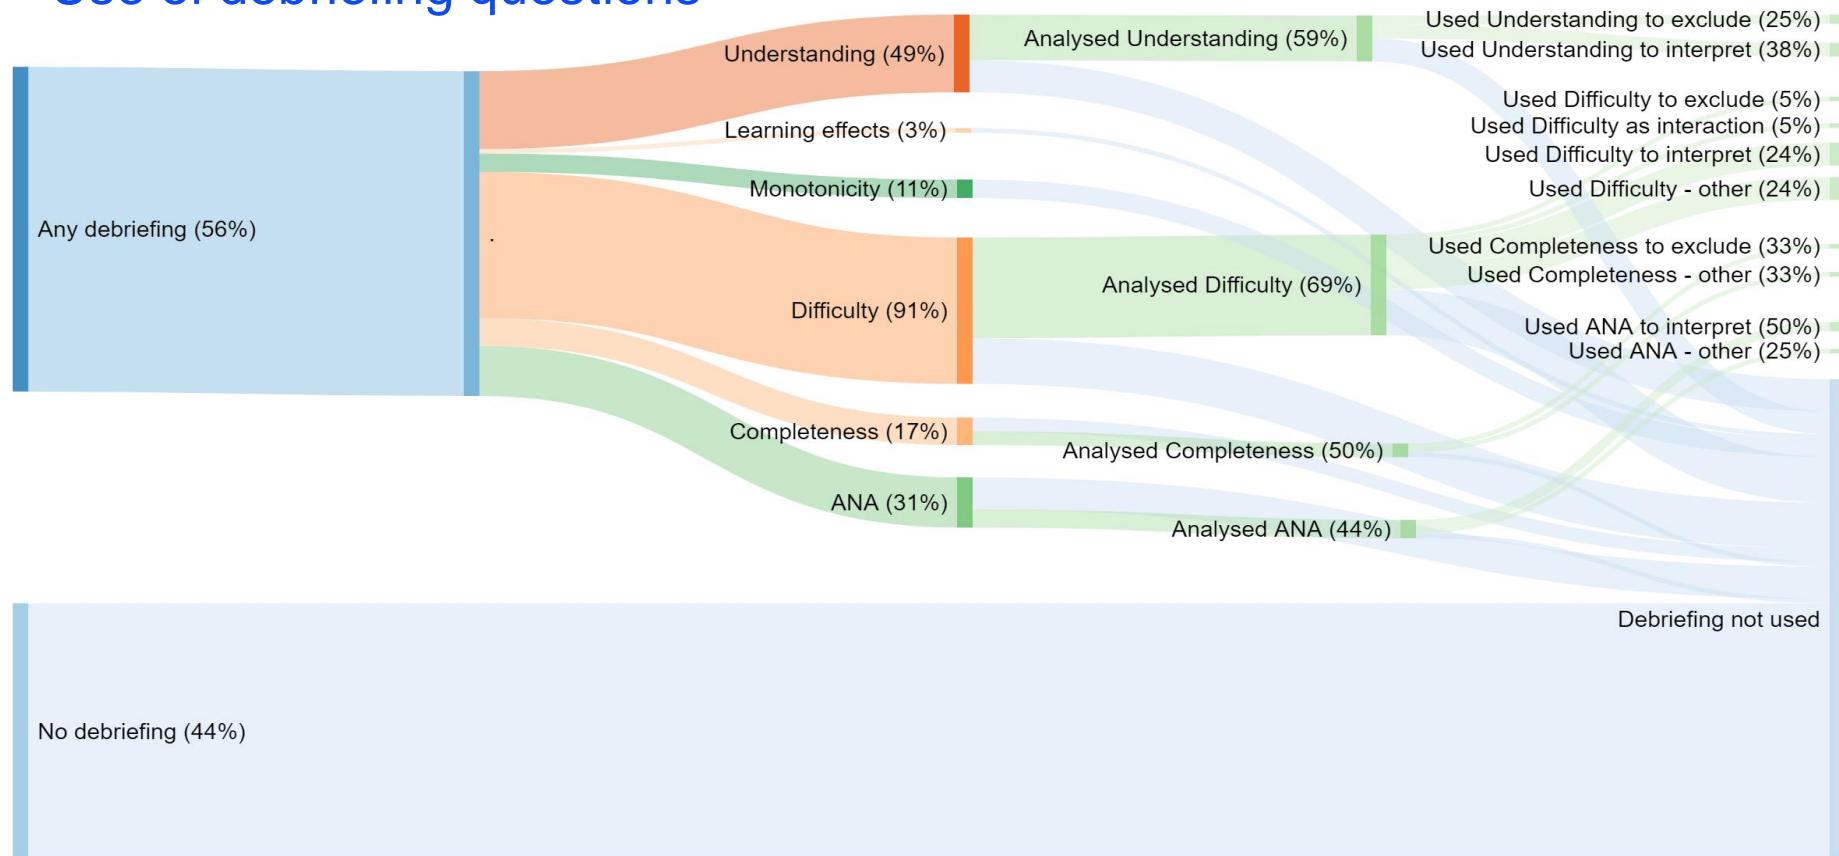 Use of debriefing questions
Any debriefing (56%)
.
No debriefing (44%)
Understanding (49%)
Learning effects (3%)
Monotonicity (11%)
Difficulty (91%)
Completeness (17%)
ANA (31%)
Analysed Understanding (59%)
Analysed Difficulty (69%)
Analysed Completeness (50%)
Analysed ANA (44%)
Used Understanding to exclude (25%)
Used Understanding to interpret (38%)
Used Difficulty to exclude (5%)
Used Difficulty as interaction (5%)
Used Difficulty to interpret (24%)
Used Difficulty - other (24%)
Used Completeness to exclude (33%)
Used Completeness - other (33%)
Used ANA to interpret (50%)
Used ANA - other (25%)
Debriefing not used